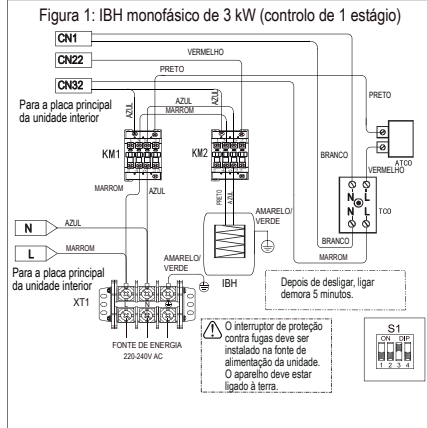 Figura 1: IBH monofásico de 3 kW (controlo de 1 estágio)
CN1
CN22
CN32
VERMELHO
PRETO
AZUL
AZUL
MARROM
AZUL
PRETO
Para a placa principal
da unidade interior
KM1
KM2
BRANCO
ATCO
VERMELHO
MARROM
AZUL
PRETO
AZUL
N L
N L
TCO
AMARELO/
VERDE
N
AZUL
L
MARROM
BRANCO
MARROM
AMARELO/
VERDE
Para a placa principal
da unidade interior
IBH
XT1
L N
Depois de desligar, ligar
demora 5 minutos.
FONTE DE ENERGIA
220-240V AC
O interruptor de proteção
contra fugas deve ser
instalado na fonte de
alimentação da unidade.
O aparelho deve estar
ligado à terra.
S1
ON DIP
1 2 3 4